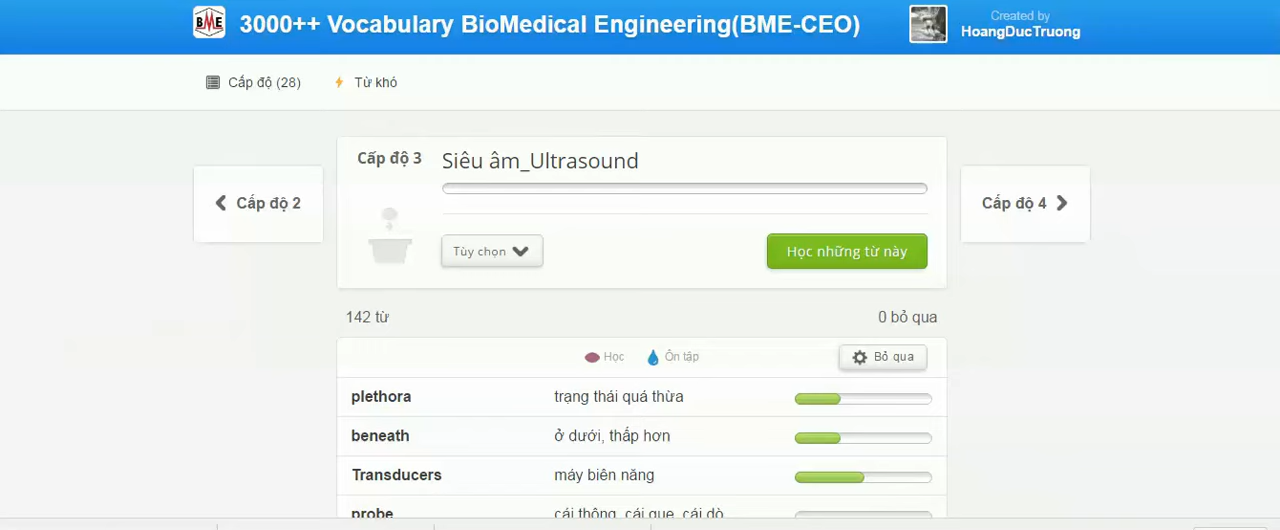 BME
3000++ Vocabulary BioMedical Engineering(BME-CEO)
Created by
HoangDucTruong
Cấp độ (28)
Từ khó
Cấp độ 2
Cấp độ 3
Siêu âm_Ultrasound
Cấp độ 4
Tùy chọn
Học những từ này
142 từ
0 bỏ qua
Học
Ôn tập
Bỏ qua
plethora trạng thái quá thừa
beneath ở dưới, thấp hơn
Transducers máy biên năng
probe cái thông, cái que, cái dò